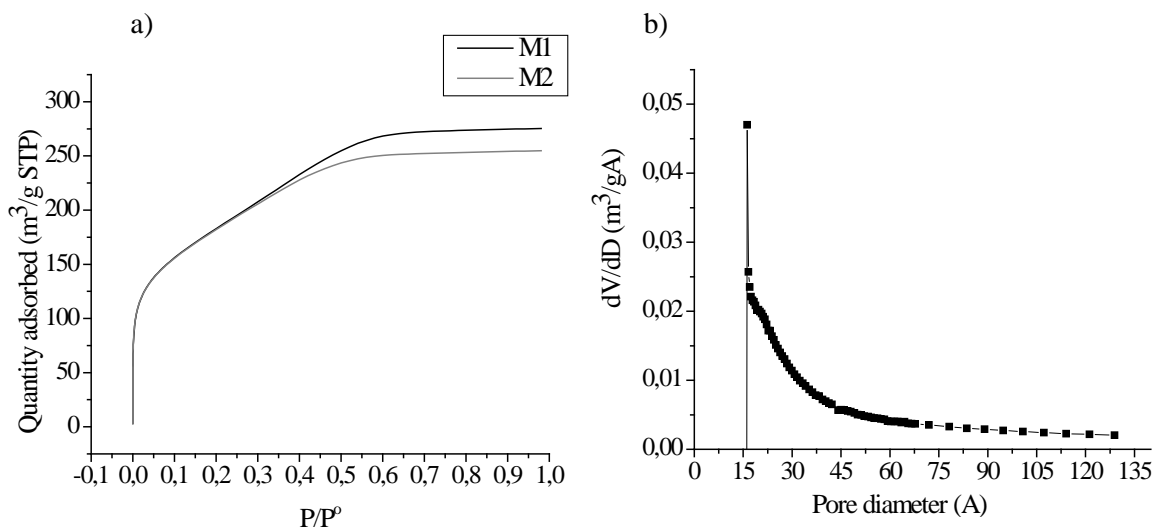 a)
M1
M2
300
250
200
150
100
50
0
Quantity adsorbed (m³/g STP)
-0,1 0,0 0,1 0,2 0,3 0,4 0,5 0,6 0,7 0,8 0,9 1,0
P/Pº
b)
0,05
0,04
0,03
0,02
0,01
0,00
dV/dD (m³/gA)
0 15 30 45 60 75 90 105 120 135
Pore diameter (A)